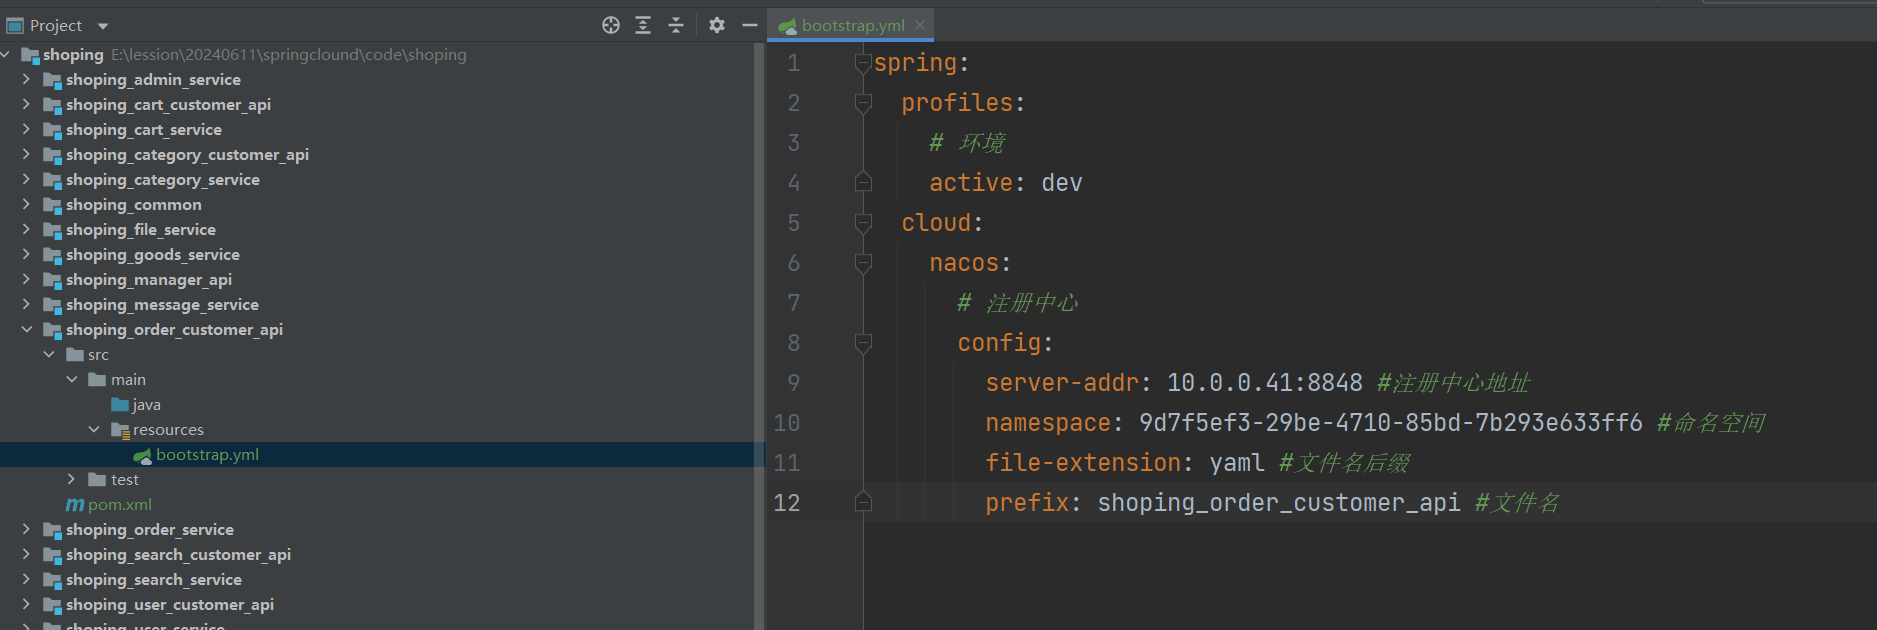 Project
shoping E:\lession\20240611\springclound\code\shoping
shoping_admin_service
shoping_cart_customer_api
shoping_cart_service
shoping_category_customer_api
shoping_category_service
shoping_common
shoping_file_service
shoping_goods_service
shoping_manager_api
shoping_message_service
shoping_order_customer_api
src
main
java
resources
bootstrap.yml
test
pom.xml
shoping_order_service
shoping_search_customer_api
shoping_search_service
shoping_user_customer_api
shoping_user_service
bootstrap.yml
1 spring:
2 profiles:
3 # 环境
4 active: dev
5 cloud:
6 nacos:
7 # 注册中心
8 config:
9 server-addr: 10.0.0.41:8848 #注册中心地址
10 namespace: 9d7f5ef3-29be-4710-85bd-7b293e633ff6 #命名空间
11 file-extension: yaml #文件名后缀
12 prefix: shoping_order_customer_api #文件名